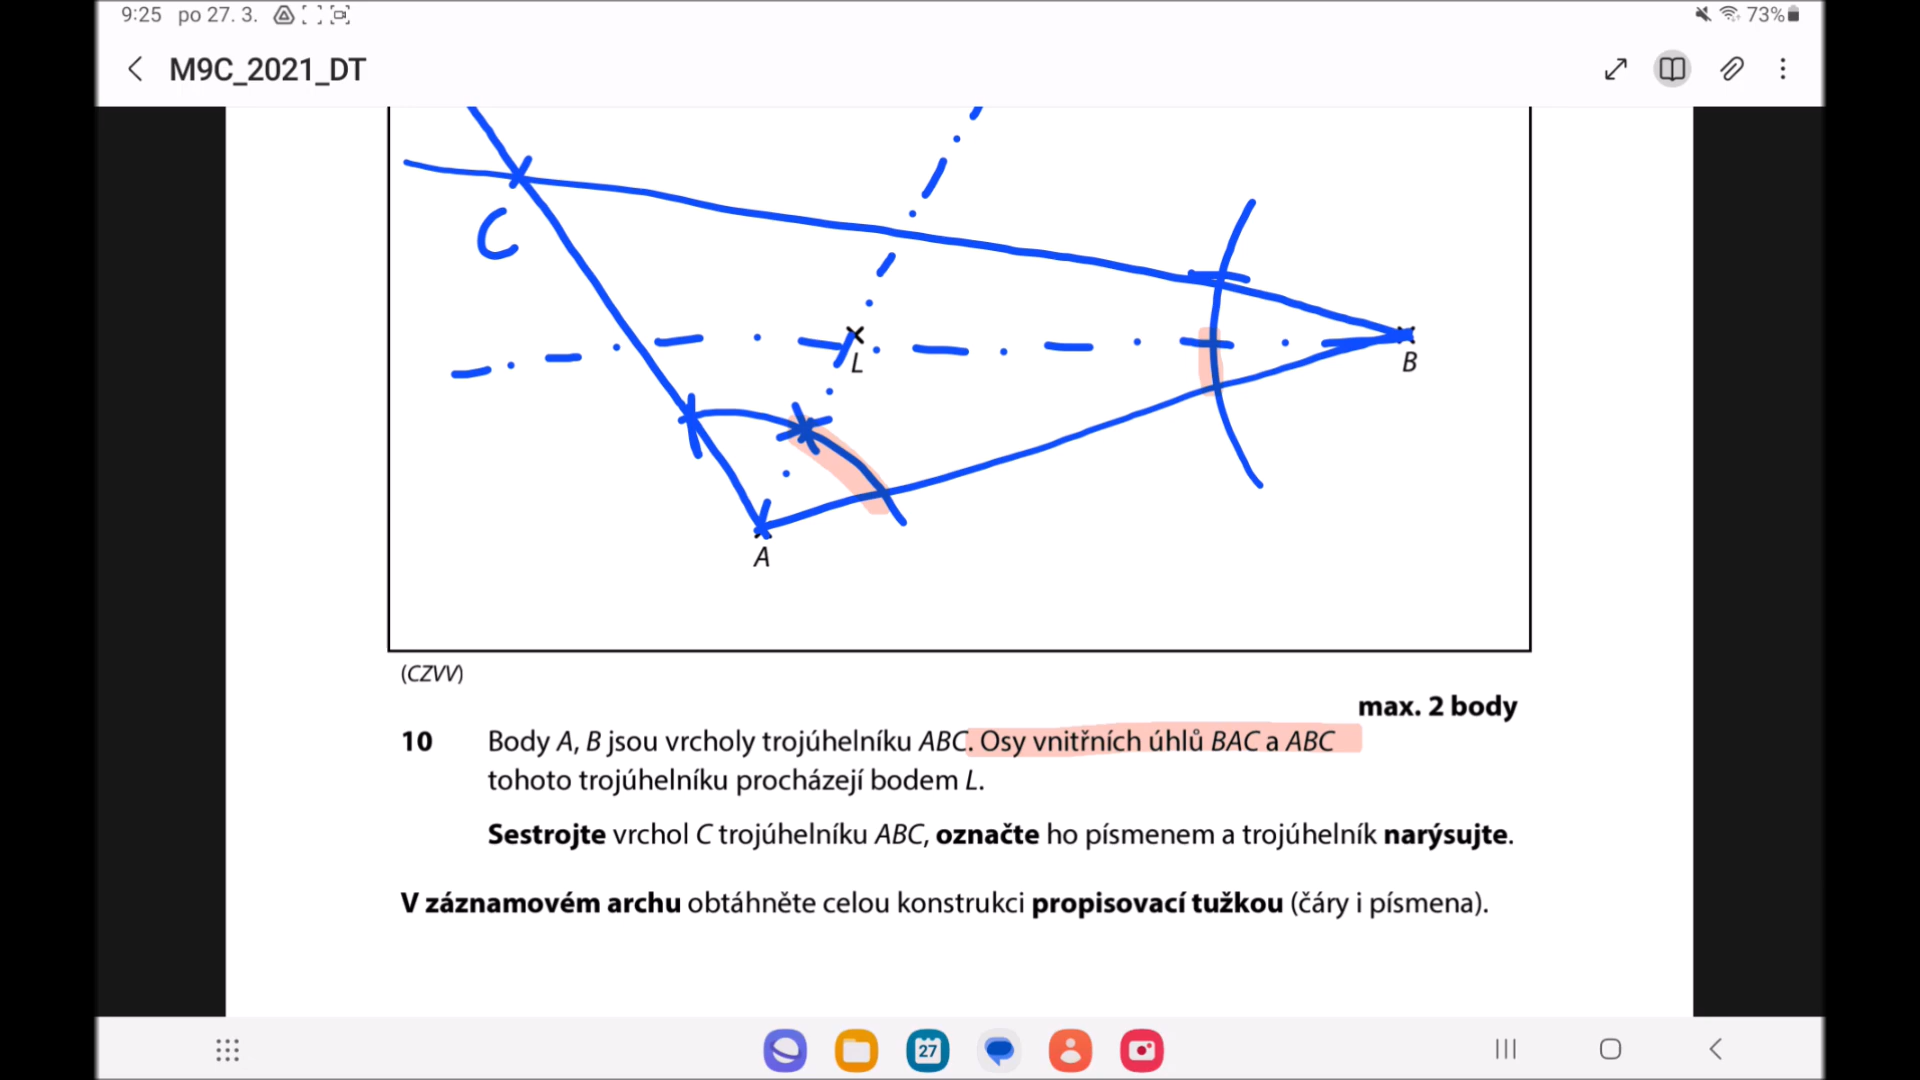 9:25 po 27. 3.
73%
M9C_2021_DT
C
L
B
A
(CZVV)
max. 2 body
10 Body A, B jsou vrcholy trojúhelníku ABC. Osy vnitřních úhlů BAC a ABC
tohoto trojúhelníku procházejí bodem L.
Sestrojte vrchol C trojúhelníku ABC, označte ho písmenem a trojúhelník narýsujte.
V záznamovém archu obtáhněte celou konstrukci propisovací tužkou (čáry i písmena).
27